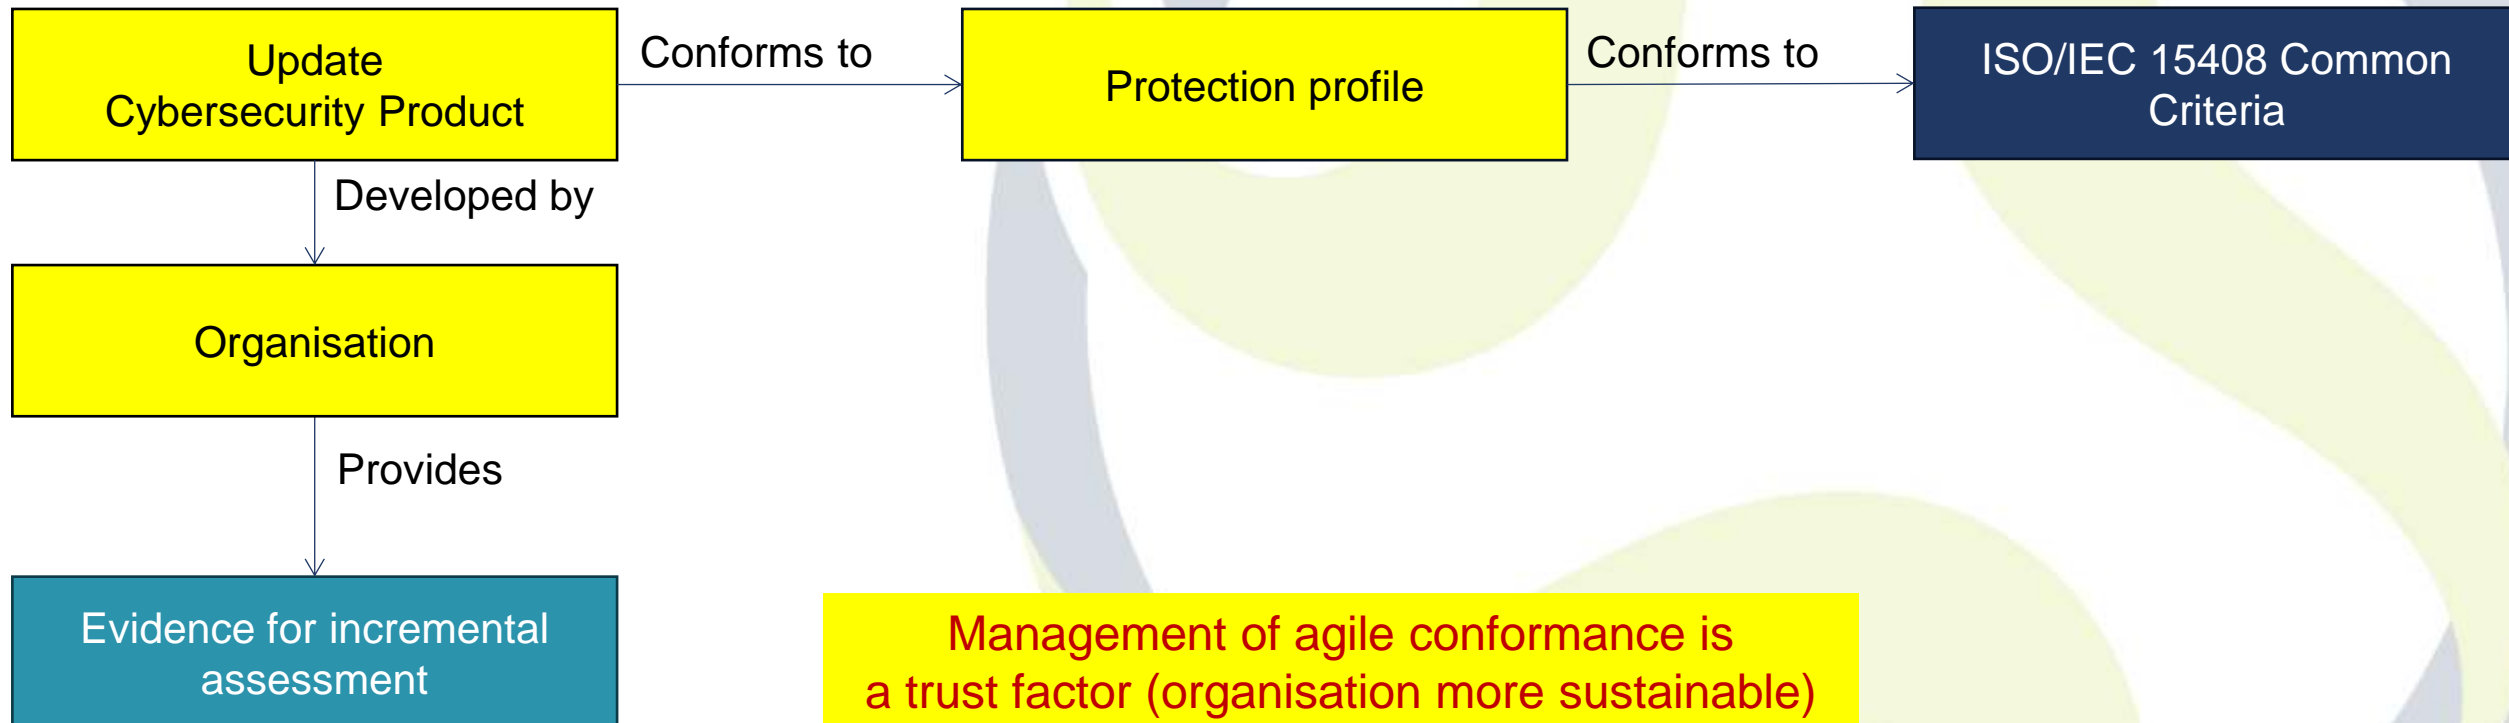 Update
Cybersecurity Product
Conforms to
Protection profile
Conforms to
ISO/IEC 15408 Common
Criteria
Developed by
Organisation
Provides
Evidence for incremental
assessment
Management of agile conformance is
a trust factor (organisation more sustainable)